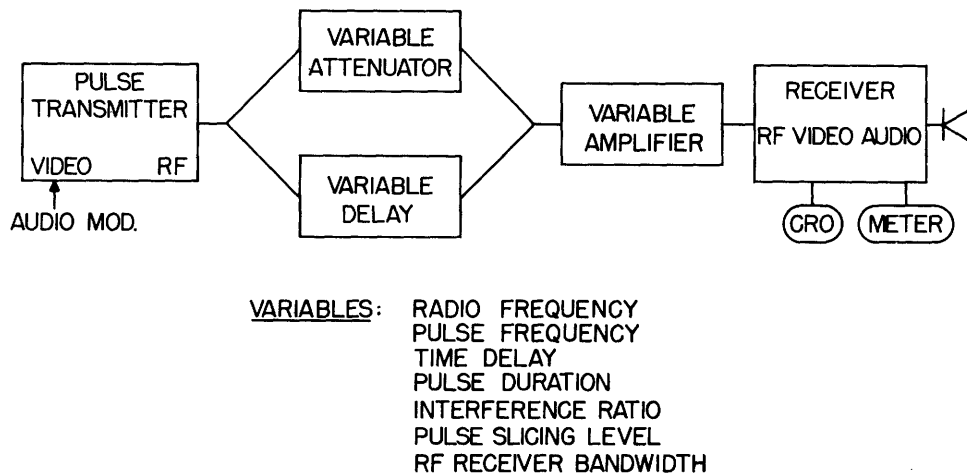 PULSE
TRANSMITTER
VIDEO RF
AUDIO MOD.
VARIABLE
ATTENUATOR
VARIABLE
DELAY
VARIABLE
AMPLIFIER
RECEIVER
RF VIDEO AUDIO
CRO
METER
VARIABLES: RADIO FREQUENCY
PULSE FREQUENCY
TIME DELAY
PULSE DURATION
INTERFERENCE RATIO
PULSE SLICING LEVEL
RF RECEIVER BANDWIDTH